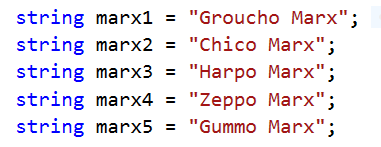 string marx1 = "Groucho Marx";
string marx2 = "Chico Marx";
string marx3 = "Harpo Marx";
string marx4 = "Zeppo Marx";
string marx5 = "Gummo Marx";